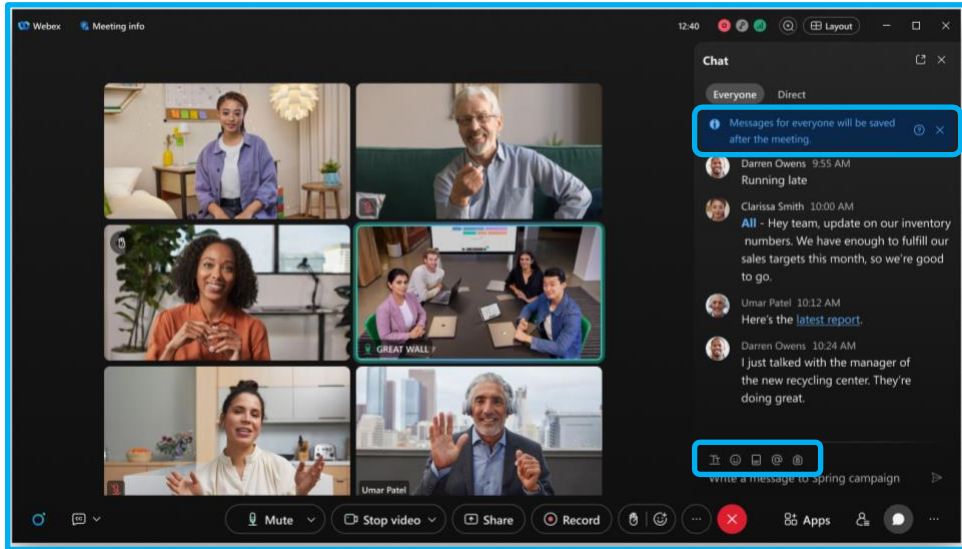 Webex Meeting info 12:40 Layout
Chat
Everyone Direct
Messages for everyone will be saved
after the meeting.
Darren Owens 9:55 AM
Running late
Clarissa Smith 10:00 AM
All - Hey team, update on our inventory
numbers. We have enough to fulfill our
sales targets this month, so we're good
to go.
Umar Patel 10:12 AM
Here's the latest report.
Darren Owens 10:24 AM
I just talked with the manager of
the new recycling center. They're
doing great.
GREAT WALL
Umar Patel
Write a message to Spring campaign
Mute Stop video Share Record Apps